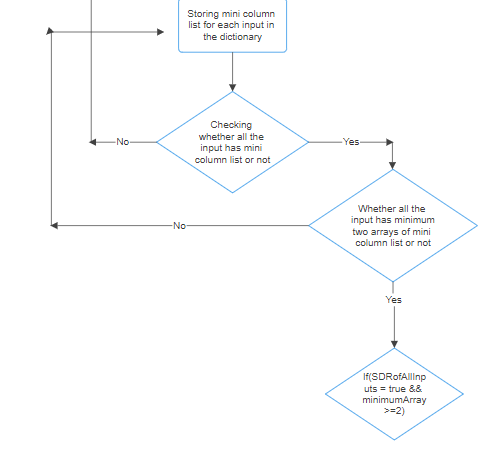 Storing mini column
list for each input in
the dictionary
Checking
whether all the
input has mini
column list or not
No
Yes
Whether all the
input has minimum
two arrays of mini
column list or not
No
Yes
If(SDRofAllInp
uts = true &&
minimumArray
>=2)